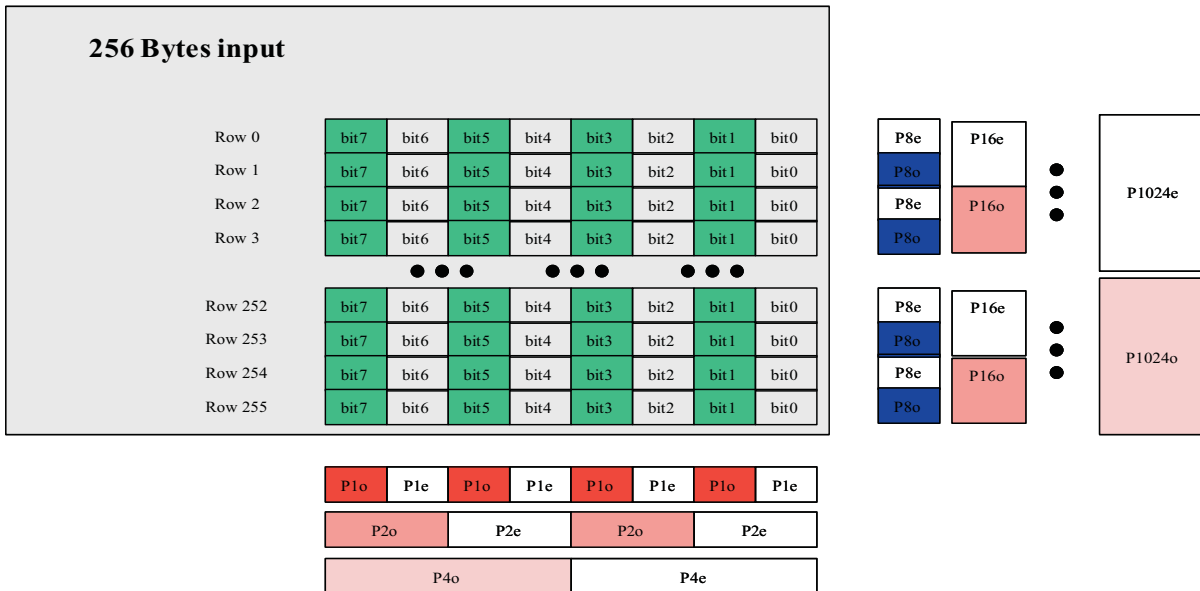 256 Bytes input
Row 0 bit7 bit6 bit5 bit4 bit3 bit2 bit1 bit0 P8e P16e P1024e
Row 1 bit7 bit6 bit5 bit4 bit3 bit2 bit1 bit0 P8o
Row 2 bit7 bit6 bit5 bit4 bit3 bit2 bit1 bit0 P8e P16o
Row 3 bit7 bit6 bit5 bit4 bit3 bit2 bit1 bit0 P8o
Row 252 bit7 bit6 bit5 bit4 bit3 bit2 bit1 bit0 P8e P16e P1024o
Row 253 bit7 bit6 bit5 bit4 bit3 bit2 bit1 bit0 P8o
Row 254 bit7 bit6 bit5 bit4 bit3 bit2 bit1 bit0 P8e P16o
Row 255 bit7 bit6 bit5 bit4 bit3 bit2 bit1 bit0 P8o
P1o P1e P1o P1e P1o P1e P1o P1e
P2o P2e P2o P2e
P4o P4e